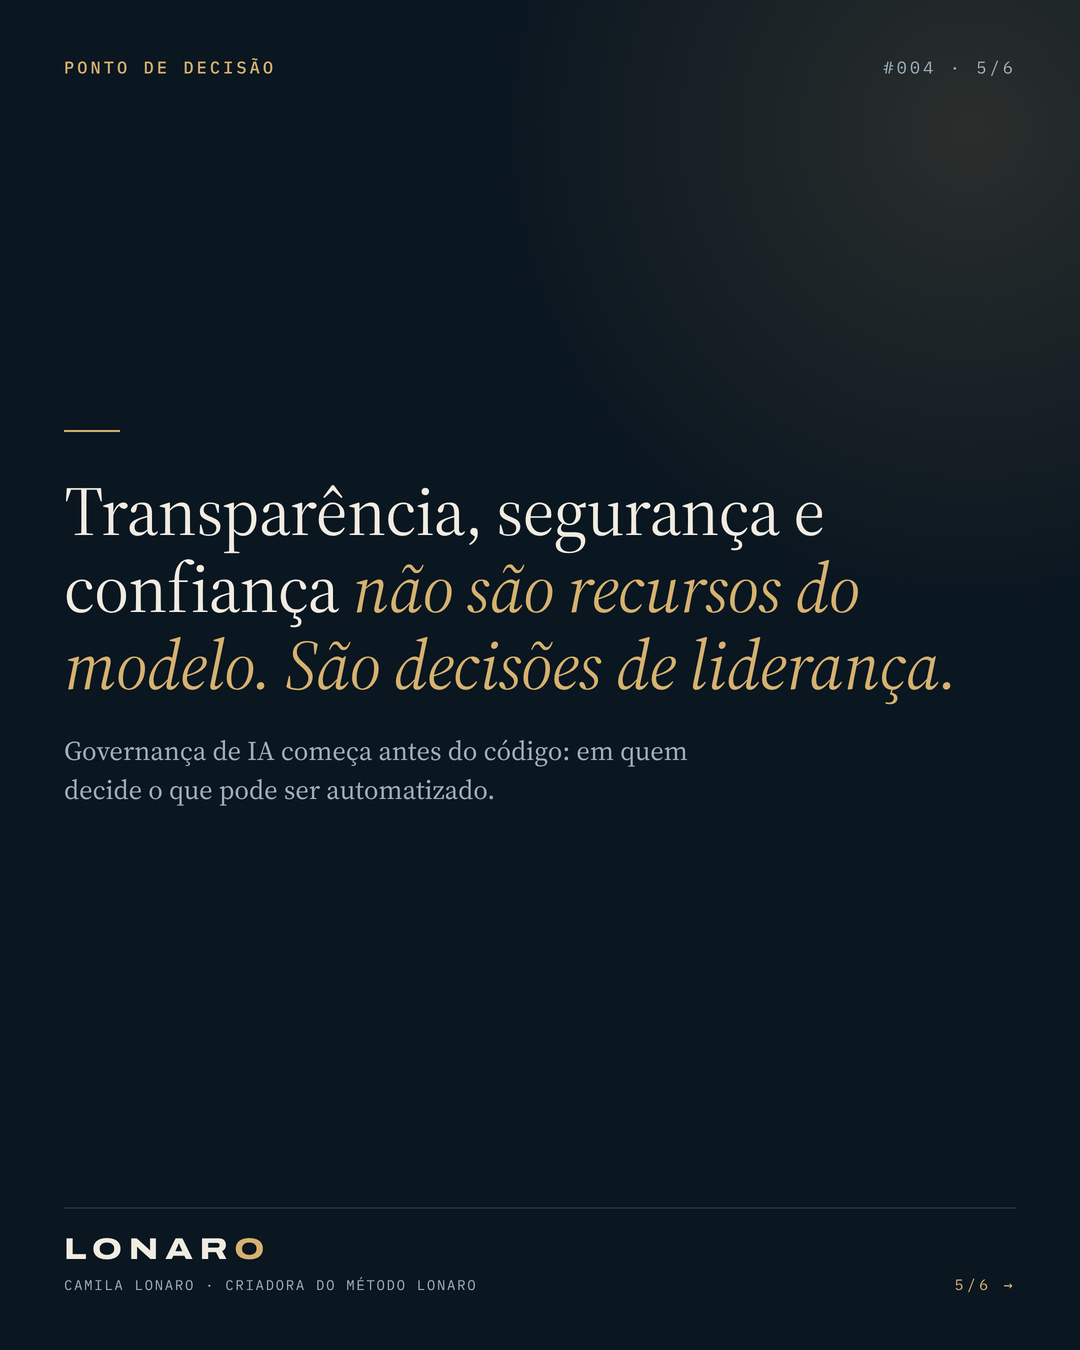 PONTO DE DECISÃO
#004 · 5/6
Transparência, segurança e
confiança não são recursos do
modelo. São decisões de liderança.
Governança de IA começa antes do código: em quem
decide o que pode ser automatizado.
LONARO
CAMILA LONARO · CRIADORA DO MÉTODO LONARO
5/6 →